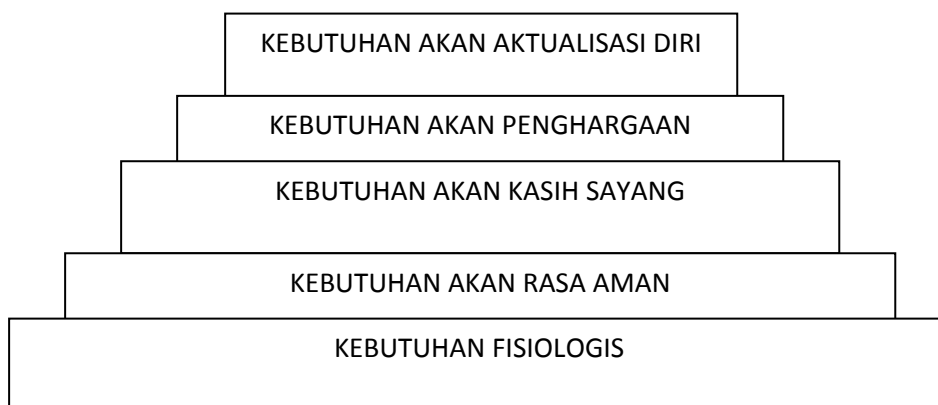 KEBUTUHAN AKAN AKTUALISASI DIRI
KEBUTUHAN AKAN PENGHARGAAN
KEBUTUHAN AKAN KASIH SAYANG
KEBUTUHAN AKAN RASA AMAN
KEBUTUHAN FISIOLOGIS